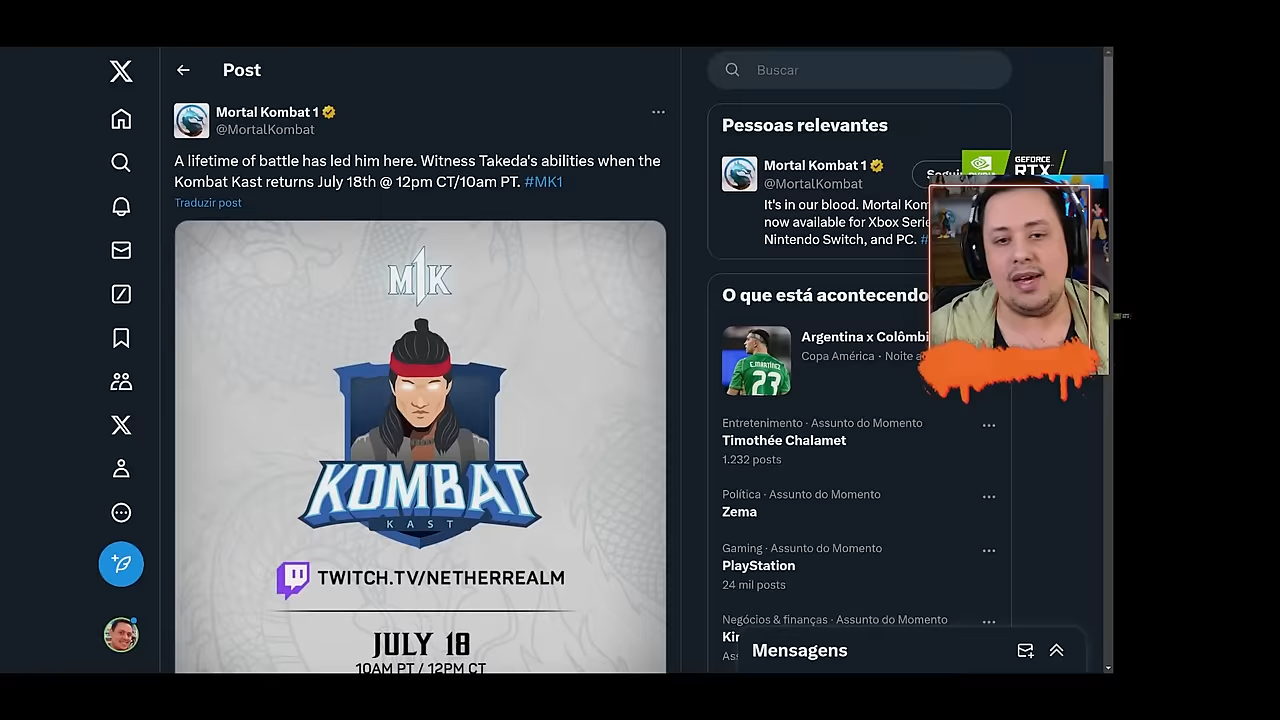 Post
Buscar
Mortal Kombat 1
@MortalKombat
A lifetime of battle has led him here. Witness Takeda's abilities when the
Kombat Kast returns July 18th @ 12pm CT/10am PT. #MK1
Traduzir post
M1K
KOMBAT
KAST
TWITCH.TV/NETHERREALM
JULY 18
10AM PT / 12PM CT
Pessoas relevantes
Mortal Kombat 1
@MortalKombat
GEFORCE
RTX
It's in our blood. Mortal
now available for Xbox
Nintendo Switch, and PC. #
O que está acontecendo
Argentina x
Copa América · Noite
E.MARTÍNEZ
23
Entretenimento · Assunto do Momento
Timothée Chalamet
1.232 posts
Política · Assunto do Momento
Zema
Gaming · Assunto do Momento
PlayStation
24 mil posts
Negócios & finanças · Assunto do Momento
Mensagens